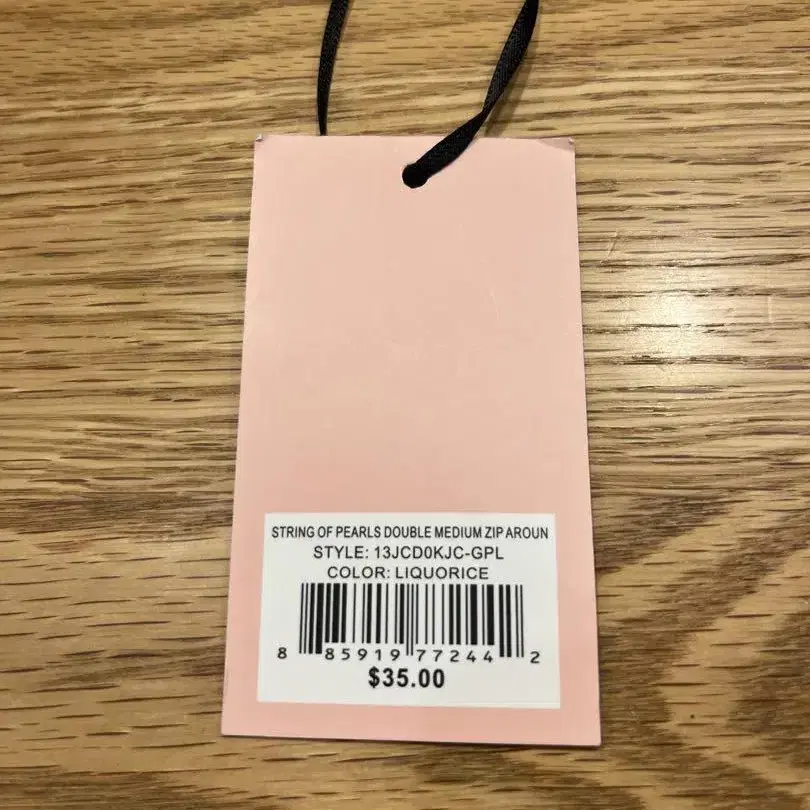 STRING OF PEARLS DOUBLE MEDIUM ZIP AROUN
STYLE: 13JCD0KJC-GPL
COLOR: LIQUORICE
8 85919 77244 2
$35.00